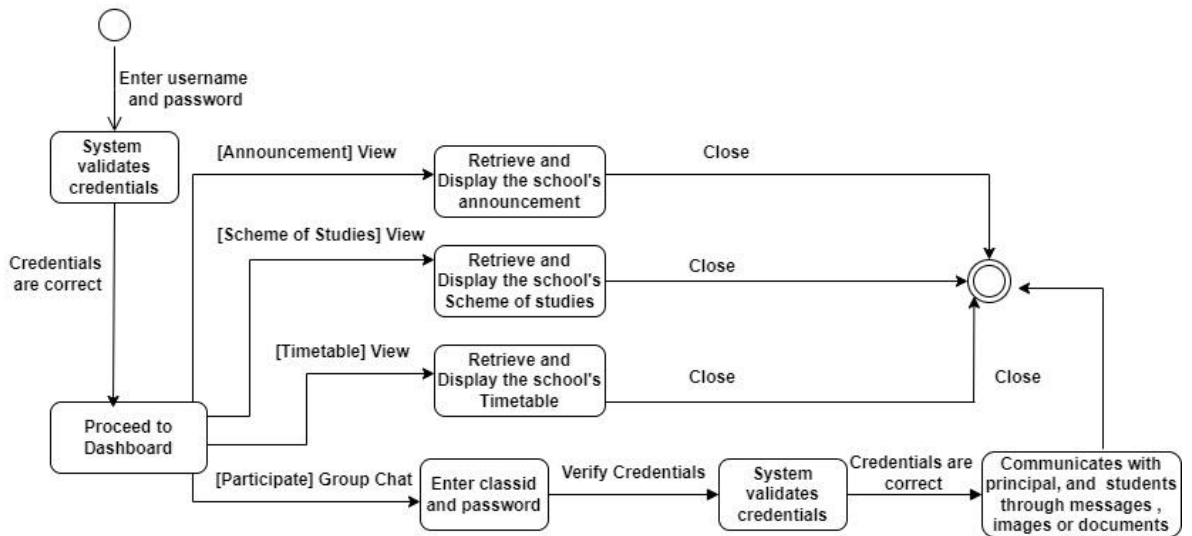 Enter username
and password
System
validates
credentials
Credentials
are correct
Proceed to
Dashboard
[Announcement] View
Retrieve and
Display the school's
announcement
Close
[Scheme of Studies] View
Retrieve and
Display the school's
Scheme of studies
Close
[Timetable] View
Retrieve and
Display the school's
Timetable
Close
Close
[Participate] Group Chat
Enter classid
and password
Verify Credentials
System
validates
credentials
Credentials are
correct
Communicates with
principal, and students
through messages ,
images or documents